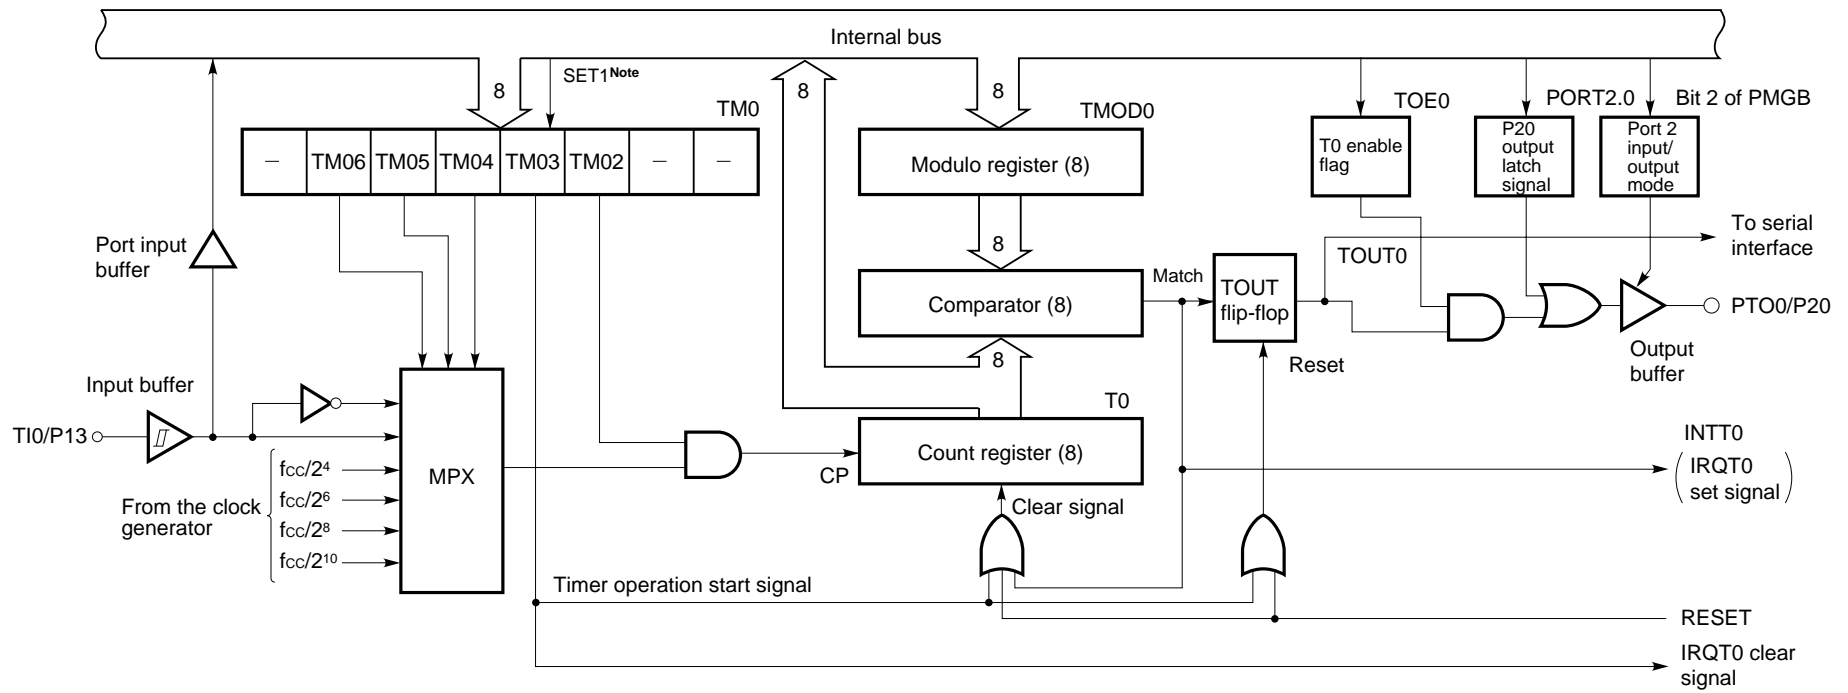 Internal bus
8
SET1Note
8
8
TM0
TMOD0
TOE0
PORT2.0
Bit 2 of PMGB
–
TM06
TM05
TM04
TM03
TM02
–
–
Modulo register (8)
T0 enable
flag
P20
output
latch
signal
Port 2
input/
output
mode
Port input
buffer
8
To serial
interface
TOUT0
Match
Comparator (8)
TOUT
flip-flop
PTO0/P20
8
Reset
Output
buffer
Input buffer
T0
TI0/P13
MPX
CP
Count register (8)
INTT0
IRQT0
set signal
From the clock
generator
fCC/2⁴
fCC/2⁶
fCC/2⁸
fCC/2¹⁰
Clear signal
Timer operation start signal
RESET
IRQT0 clear
signal